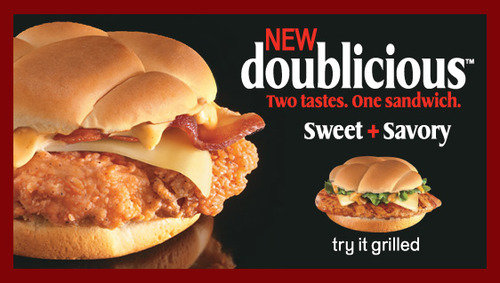 NEW
doublicious™
Two tastes. One sandwich.
Sweet + Savory
try it grilled